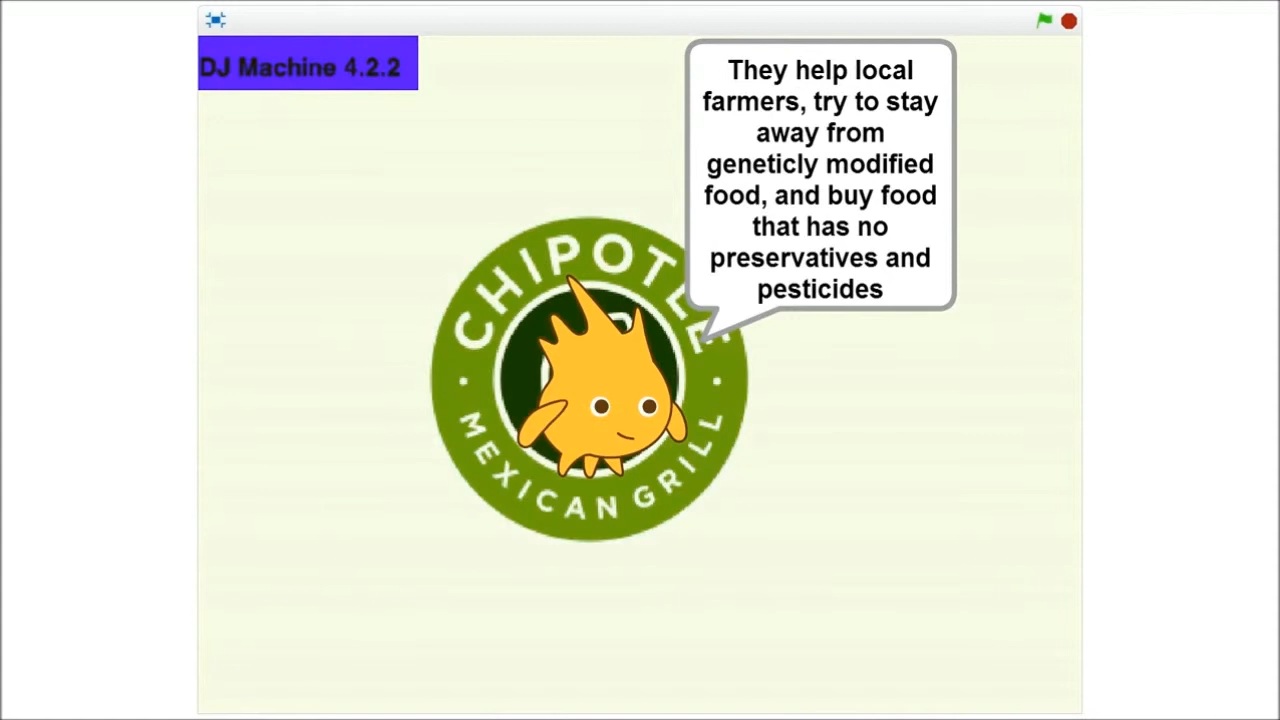 DJ Machine 4.2.2
They help local
farmers, try to stay
away from
geneticly modified
food, and buy food
that has no
preservatives and
pesticides
CHIPOTLE
MEXICAN GRILL